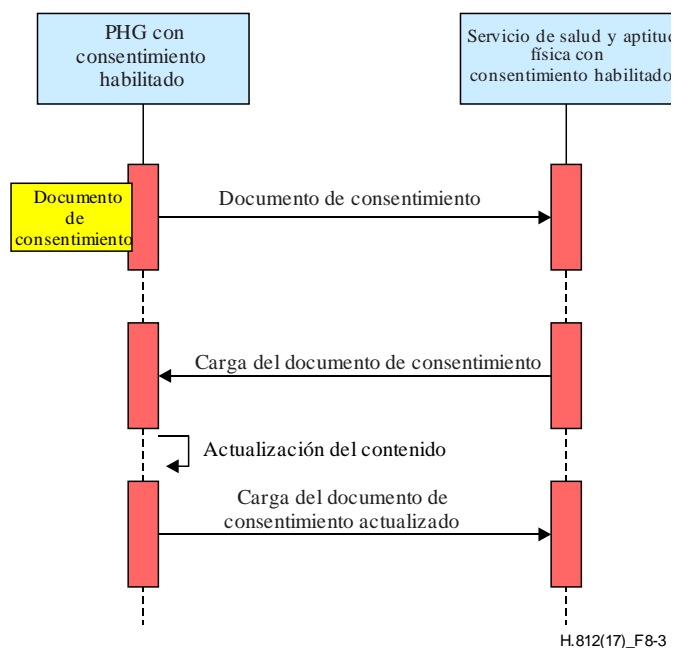 PHG con
consentimiento
habilitado
Servicio de salud y aptitud
física con
consentimiento habilitado
Documento
de
consentimiento
Documento de consentimiento
Carga del documento de consentimiento
Actualización del contenido
Carga del documento de
consentimiento actualizado
H.812(17)_F8-3